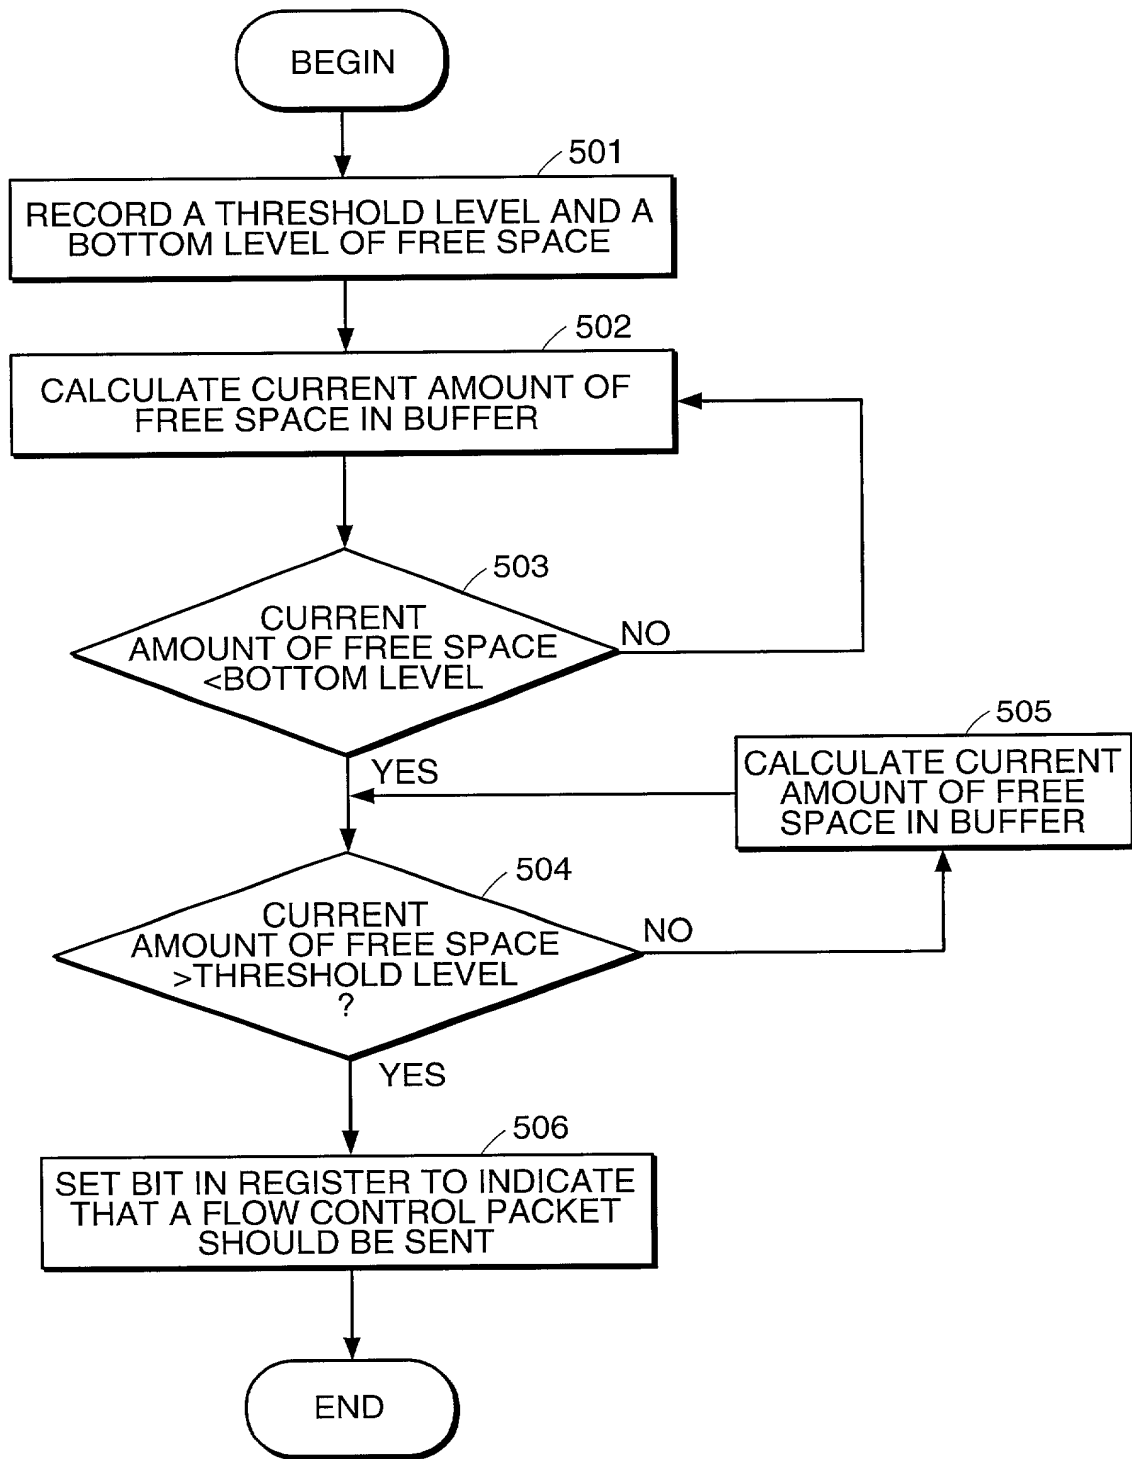 BEGIN
501
RECORD A THRESHOLD LEVEL AND A
BOTTOM LEVEL OF FREE SPACE
502
CALCULATE CURRENT AMOUNT OF
FREE SPACE IN BUFFER
503
CURRENT
AMOUNT OF FREE SPACE
<BOTTOM LEVEL
NO
YES
505
CALCULATE CURRENT
AMOUNT OF FREE
SPACE IN BUFFER
504
CURRENT
AMOUNT OF FREE SPACE
>THRESHOLD LEVEL
?
NO
YES
506
SET BIT IN REGISTER TO INDICATE
THAT A FLOW CONTROL PACKET
SHOULD BE SENT
END